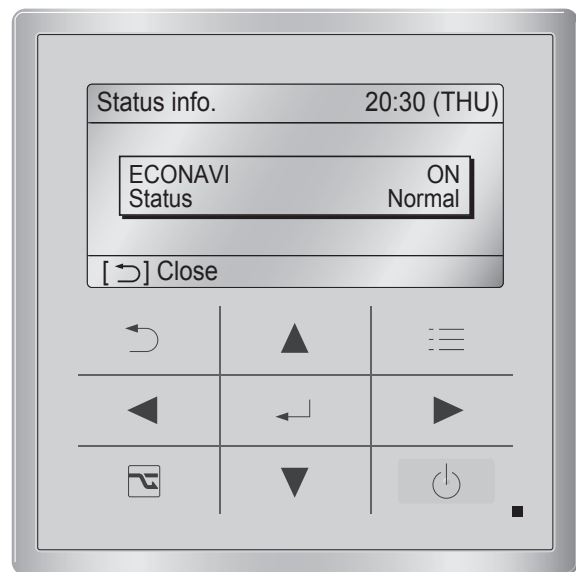 Status info. 20:30 (THU)
ECONAVI ON
Status Normal
[⮌] Close